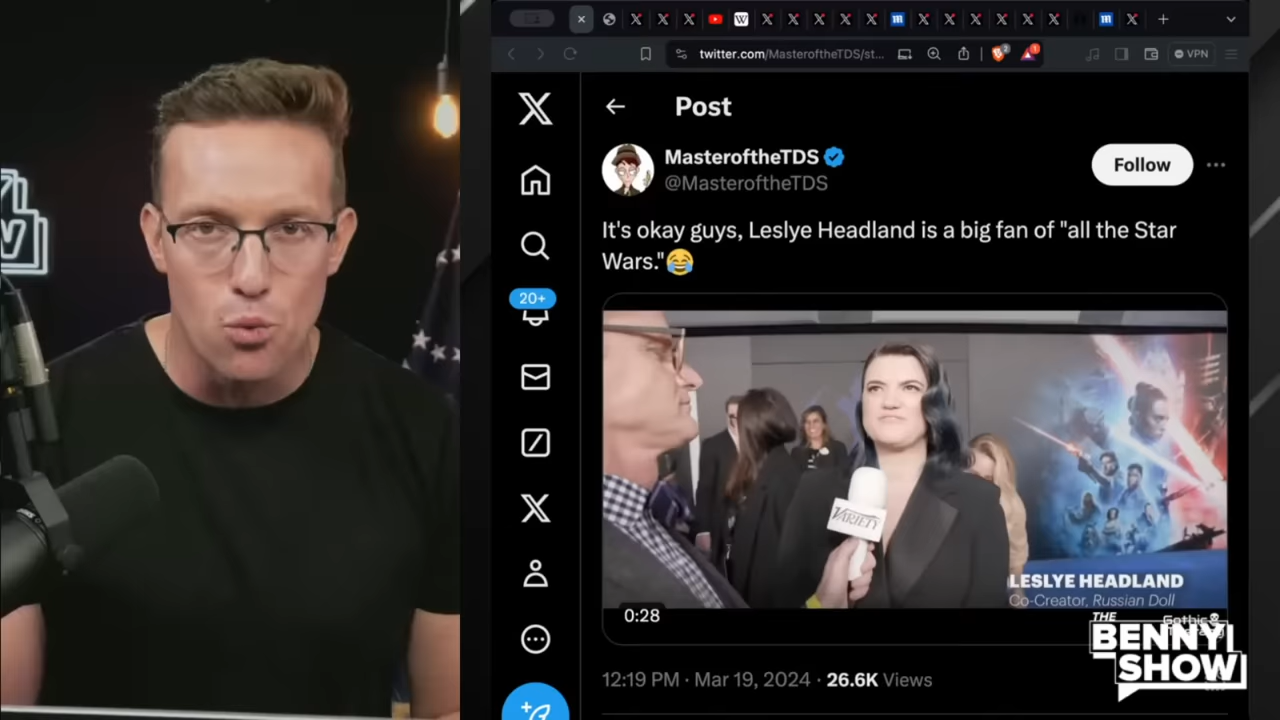 twitter.com/MasteroftheTDS/st...
2
1
VPN
Post
MasteroftheTDS
@MasteroftheTDS
Follow
It's okay guys, Leslye Headland is a big fan of "all the Star
Wars."😂
20+
VARIETY
LESLYE HEADLAND
Co-Creator, Russian Doll
0:28
THE
BENNY
SHOW
12:19 PM · Mar 19, 2024 · 26.6K Views